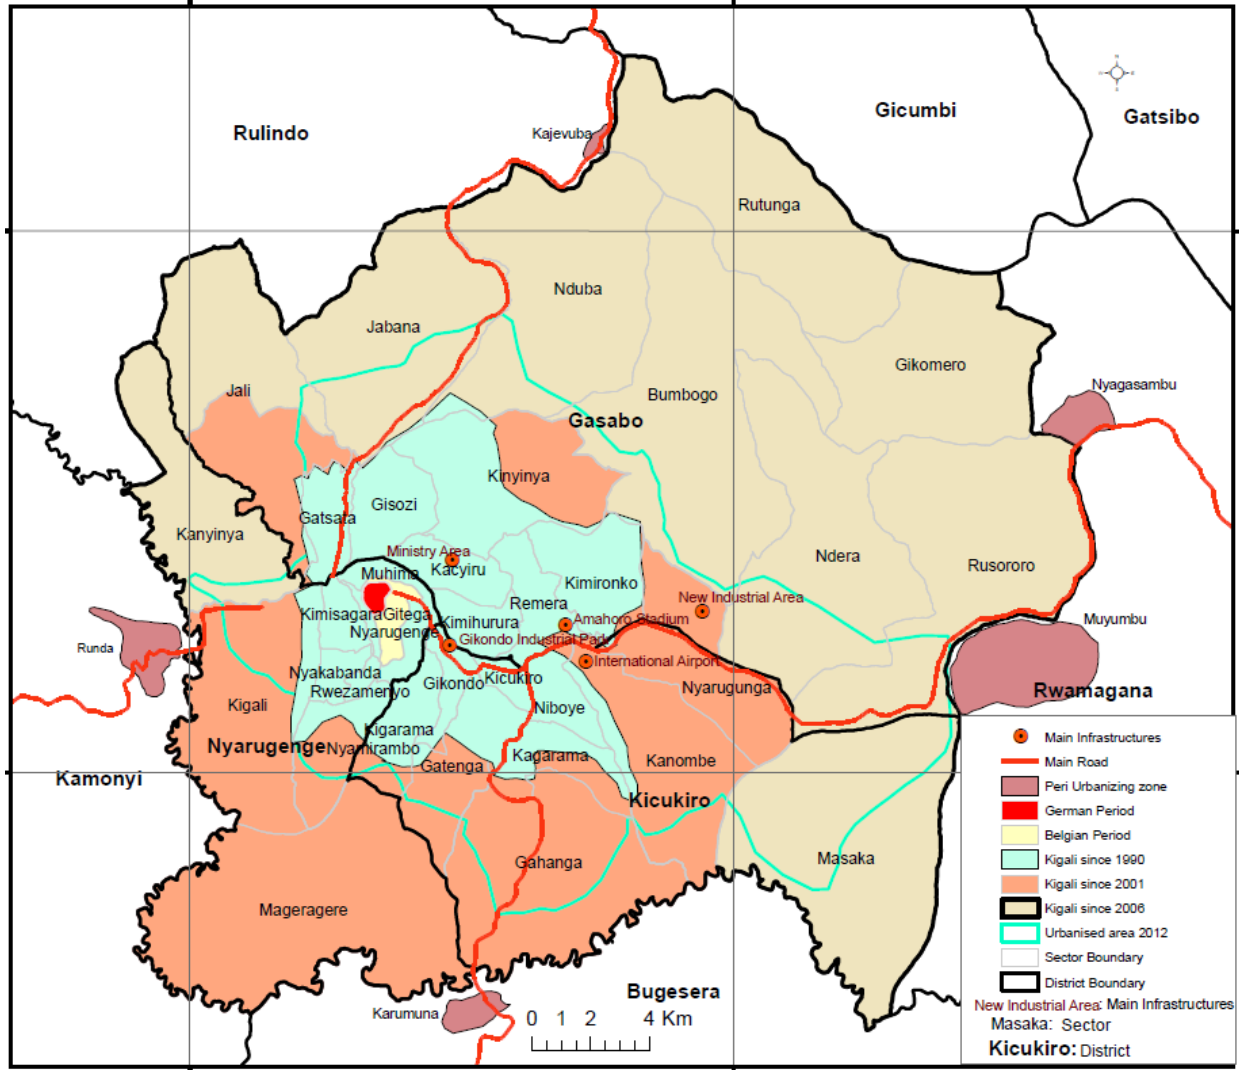 Gicumbi
Gatsibo
Rulindo
Kajevuba
Rutunga
Nduba
Jabana
Gikomero
Nyagasambu
Jali
Bumbogo
Gasabo
Kinyinya
Gisozi
Gatsata
Kanyinya
Ministry Area
Kacyiru
Ndera
Rusororo
Muhima
Kimironko
New Industrial Area
Remera
Kimisagara
Gitega
Kimihurura
Amahoro Stadium
Muyumbu
Nyarugenge
Gikondo Industrial Park
Runda
International Airport
Nyakabanda
Gikondo
Kicukiro
Nyarugunga
Rwamagana
Rwezamenyo
Kigali
Niboye
Kigarama
Nyarugenge
Nyamirambo
Kagarama
Kanombe
Gatenga
Kamonyi
Kicukiro
Masaka
Gahanga
Mageragere
Bugesera
Karumuna
0 1 2 4 Km
Main Infrastructures
Main Road
Peri Urbanizing zone
German Period
Belgian Period
Kigali since 1990
Kigali since 2001
Kigali since 2006
Urbanised area 2012
Sector Boundary
District Boundary
New Industrial Area: Main Infrastructures
Masaka: Sector
Kicukiro: District